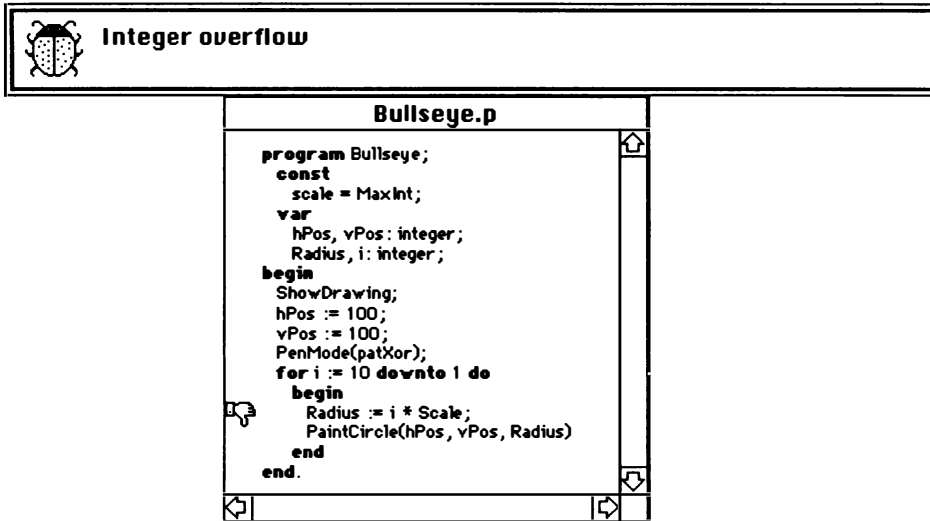 Integer overflow
Bullseye.p
program Bullseye;
const
scale = MaxInt;
var
hPos, vPos: integer;
Radius, i: integer;
begin
ShowDrawing;
hPos := 100;
vPos := 100;
PenMode(patXor);
for i := 10 downto 1 do
begin
Radius := i * Scale;
PaintCircle(hPos, vPos, Radius)
end
end.